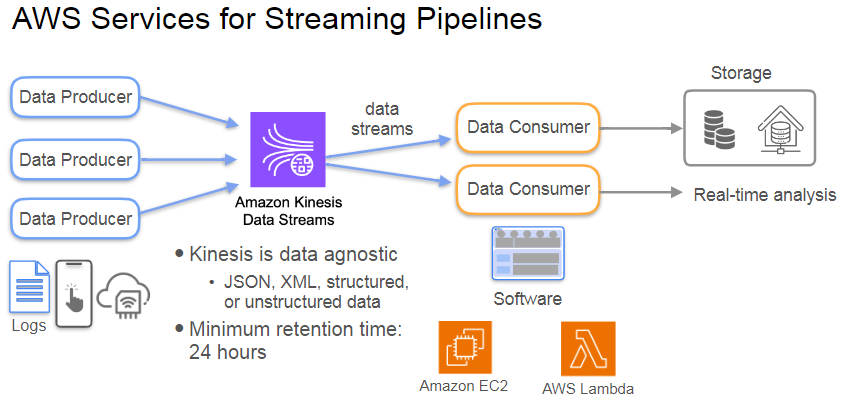 AWS Services for Streaming Pipelines
Data Producer
Data Producer
Data Producer
Amazon Kinesis
Data Streams
data
streams
Data Consumer
Data Consumer
Storage
Real-time analysis
Logs
• Kinesis is data agnostic
• JSON, XML, structured,
or unstructured data
• Minimum retention time:
24 hours
Software
Amazon EC2
AWS Lambda